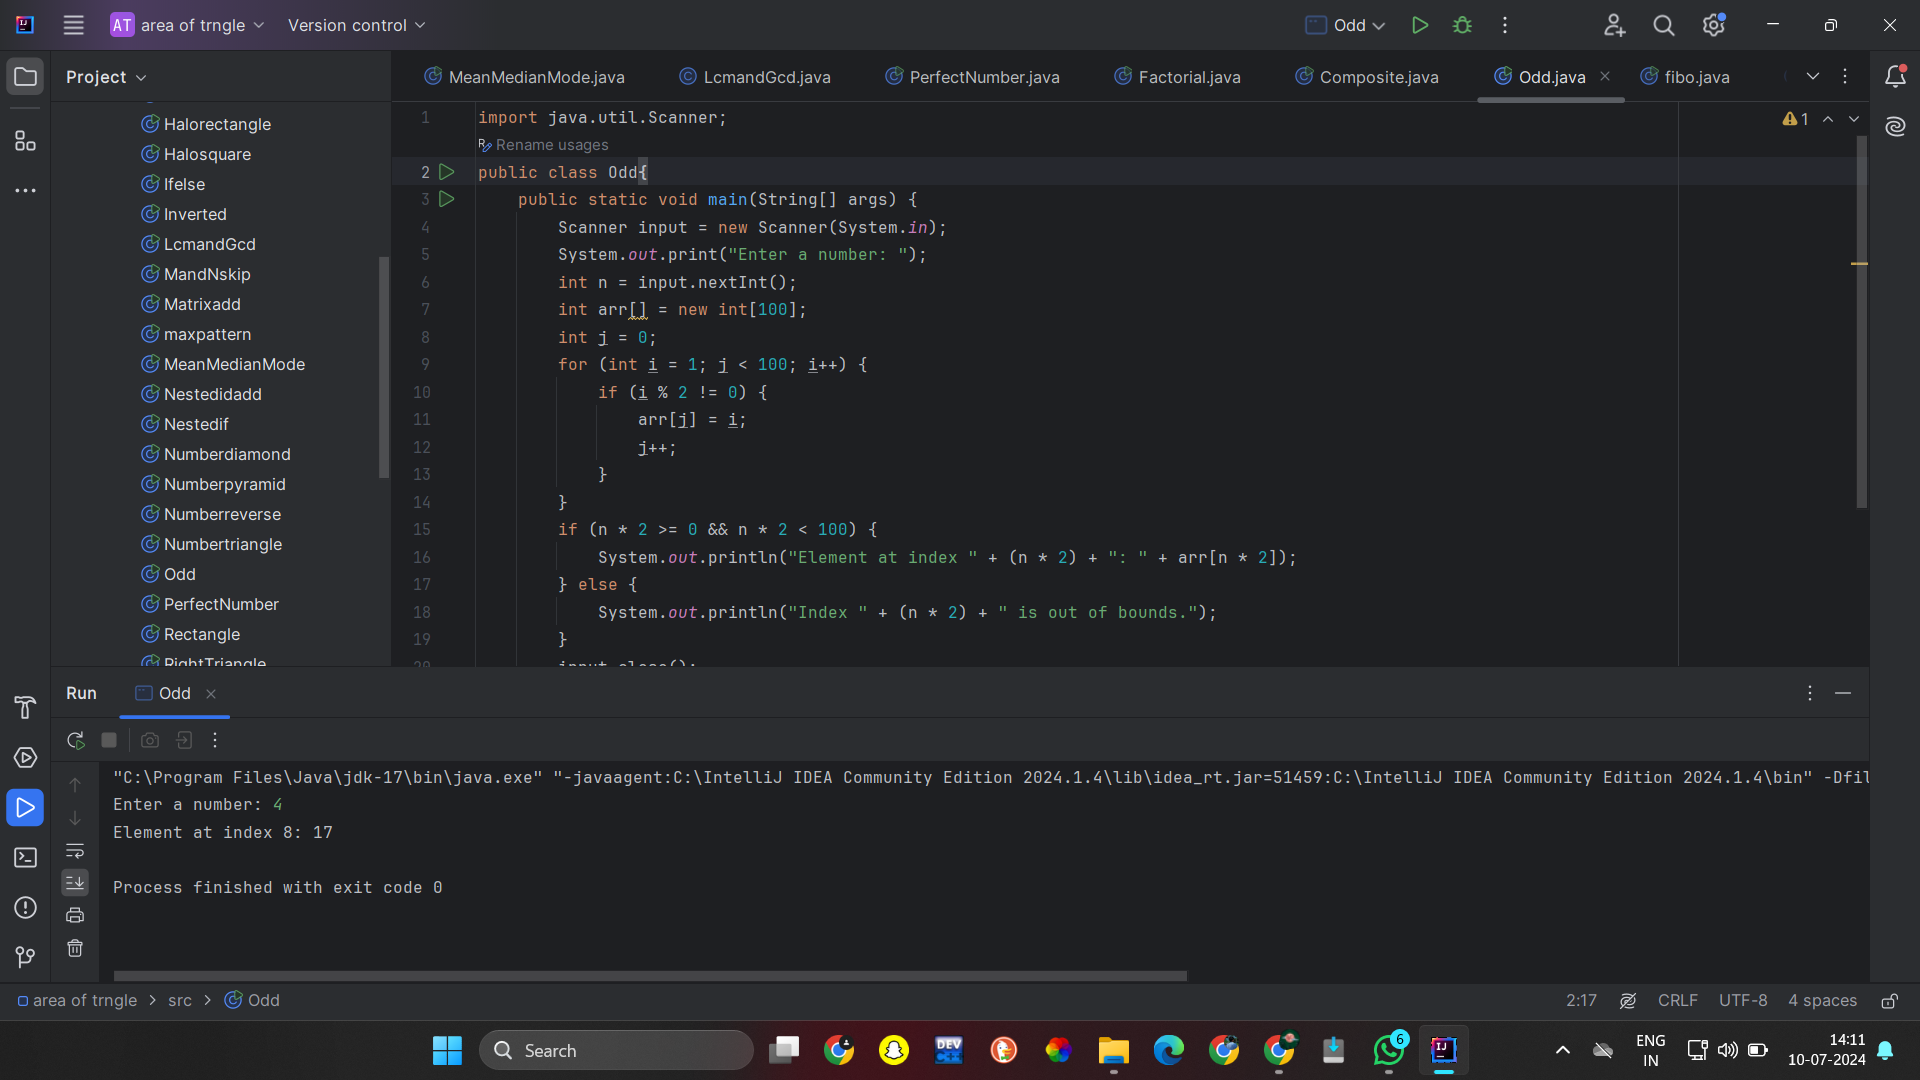 AT area of trngle Version control Odd
Project
MeanMedianMode.java LcmandGcd.java PerfectNumber.java Factorial.java Composite.java Odd.java fibo.java
Halorectangle
Halosquare
Ifelse
Inverted
LcmandGcd
MandNskip
Matrixadd
maxpattern
MeanMedianMode
Nestedidadd
Nestedif
Numberdiamond
Numberpyramid
Numberreverse
Numbertriangle
Odd
PerfectNumber
Rectangle
RightTriangle
1 import java.util.Scanner;
Rename usages
2 public class Odd{
3 public static void main(String[] args) {
4 Scanner input = new Scanner(System.in);
5 System.out.print("Enter a number: ");
6 int n = input.nextInt();
7 int arr[] = new int[100];
8 int j = 0;
9 for (int i = 1; j < 100; i++) {
10 if (i % 2 != 0) {
11 arr[j] = i;
12 j++;
13 }
14 }
15 if (n * 2 >= 0 && n * 2 < 100) {
16 System.out.println("Element at index " + (n * 2) + ": " + arr[n * 2]);
17 } else {
18 System.out.println("Index " + (n * 2) + " is out of bounds.");
19 }
20 input.close();
1
Run Odd
"C:\Program Files\Java\jdk-17\bin\java.exe" "-javaagent:C:\IntelliJ IDEA Community Edition 2024.1.4\lib\idea_rt.jar=51459:C:\IntelliJ IDEA Community Edition 2024.1.4\bin" -Dfil
Enter a number: 4
Element at index 8: 17
Process finished with exit code 0
area of trngle src Odd
2:17 CRLF UTF-8 4 spaces
Search
DEV
6
IJ
ENG
IN
14:11
10-07-2024